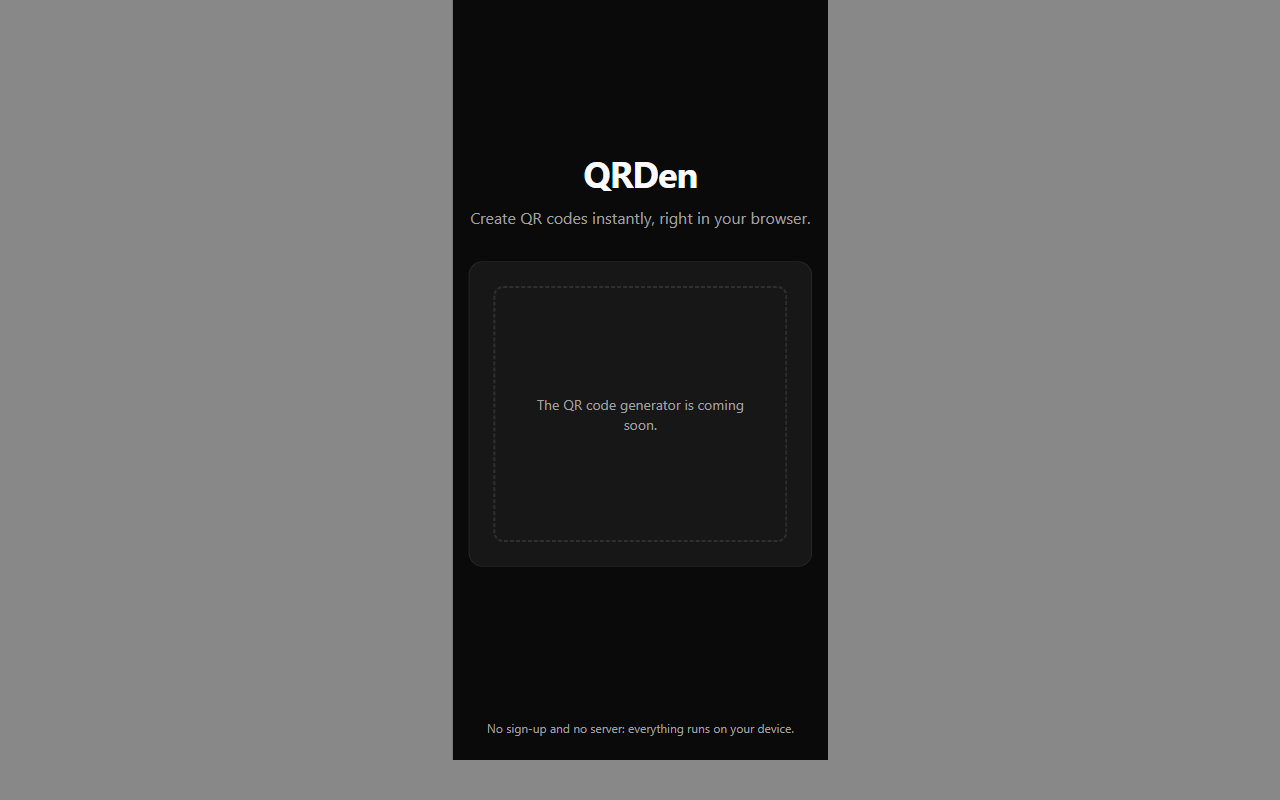 QRDen
Create QR codes instantly, right in your browser.
The QR code generator is coming
soon.
No sign-up and no server: everything runs on your device.